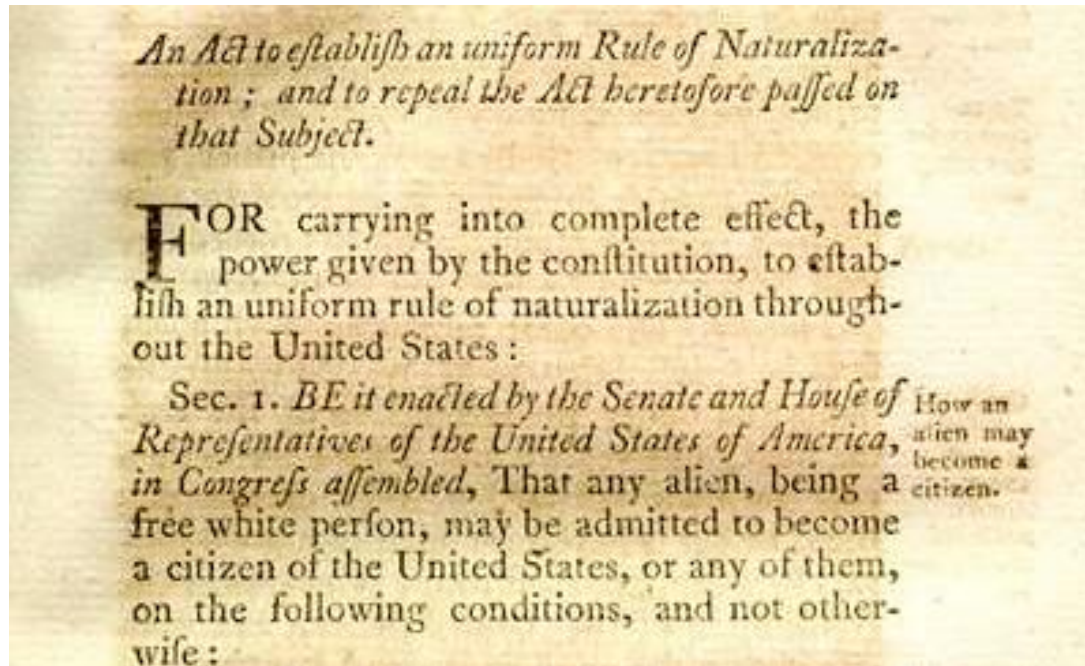 An Act to eſtabliſh an uniform Rule of Naturaliza-
tion ; and to repeal the Act heretofore paſſed on
that Subject.
FOR carrying into complete effect, the
power given by the conſtitution, to eſtab-
liſh an uniform rule of naturalization through-
out the United States :
Sec. 1. BE it enacted by the Senate and Houſe of
Repreſentatives of the United States of America,
in Congreſs aſſembled, That any alien, being a
free white perſon, may be admitted to become
a citizen of the United States, or any of them,
on the following conditions, and not other-
wiſe :
How an
alien may
become a
citizen.